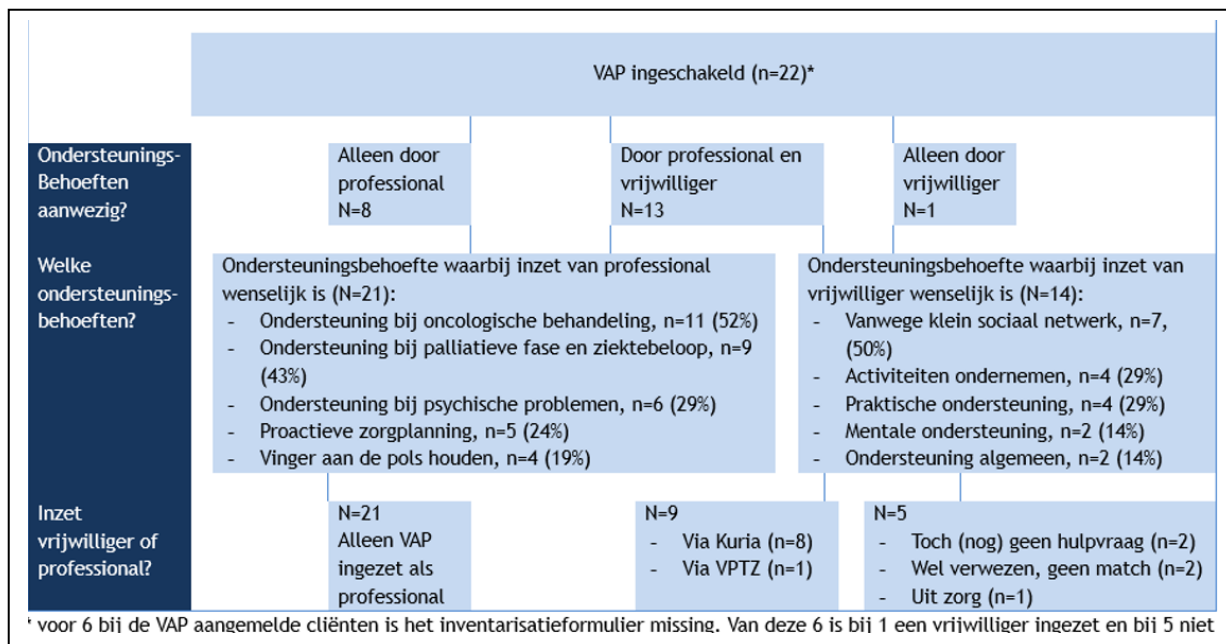 VAP ingeschakeld (n=22)*
Ondersteunings-
Behoeften
aanwezig?
Alleen door
professional
N=8
Door professional en
vrijwilliger
N=13
Alleen door
vrijwilliger
N=1
Welke
ondersteunings-
behoeften?
Ondersteuningsbehoefte waarbij inzet van professional
wenselijk is (N=21):
- Ondersteuning bij oncologische behandeling, n=11 (52%)
- Ondersteuning bij palliatieve fase en ziektebeloop, n=9
(43%)
- Ondersteuning bij psychische problemen, n=6 (29%)
- Proactieve zorgplanning, n=5 (24%)
- Vinger aan de pols houden, n=4 (19%)
Ondersteuningsbehoefte waarbij inzet van
vrijwilliger wenselijk is (N=14):
- Vanwege klein sociaal netwerk, n=7,
(50%)
- Activiteiten ondernemen, n=4 (29%)
- Praktische ondersteuning, n=4 (29%)
- Mentale ondersteuning, n=2 (14%)
- Ondersteuning algemeen, n=2 (14%)
Inzet
vrijwilliger of
professional?
N=21
Alleen VAP
ingezet als
professional
N=9
- Via Kuria (n=8)
- Via VPTZ (n=1)
N=5
- Toch (nog) geen hulpvraag (n=2)
- Wel verwezen, geen match (n=2)
- Uit zorg (n=1)
* voor 6 bij de VAP aangemelde cliënten is het inventarisatieformulier missing. Van deze 6 is bij 1 een vrijwilliger ingezet en bij 5 niet